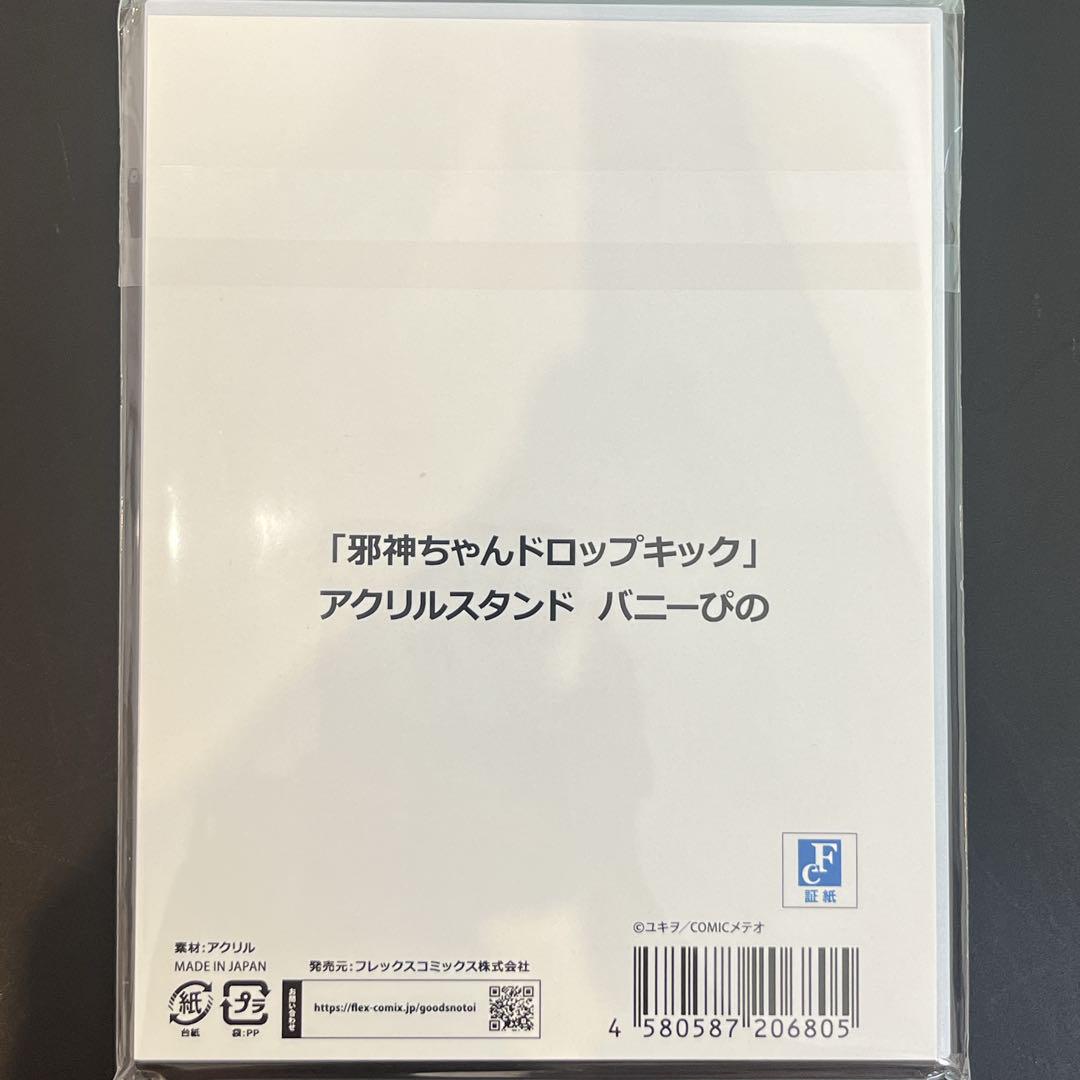 「邪神ちゃんドロップキック」
アクリルスタンド バニーぴの
FC
証紙
©ユキヲ／COMICメテオ
素材：アクリル
MADE IN JAPAN
発売元：フレックスコミックス株式会社
紙
台紙
プラ
袋：PP
お問い合わせ
https://flex-comix.jp/goodsnotoi
4 580587 206805